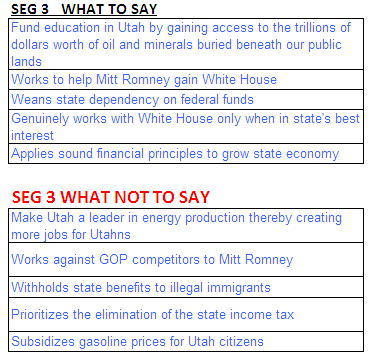 SEG 3 WHAT TO SAY
Fund education in Utah by gaining access to the trillions of
dollars worth of oil and minerals buried beneath our public
lands
Works to help Mitt Romney gain White House
Weans state dependency on federal funds
Genuinely works with White House only when in state's best
interest
Applies sound financial principles to grow state economy
SEG 3 WHAT NOT TO SAY
Make Utah a leader in energy production thereby creating
more jobs for Utahns
Works against GOP competitors to Mitt Romney
Withholds state benefits to illegal immigrants
Prioritizes the elimination of the state income tax
Subsidizes gasoline prices for Utah citizens